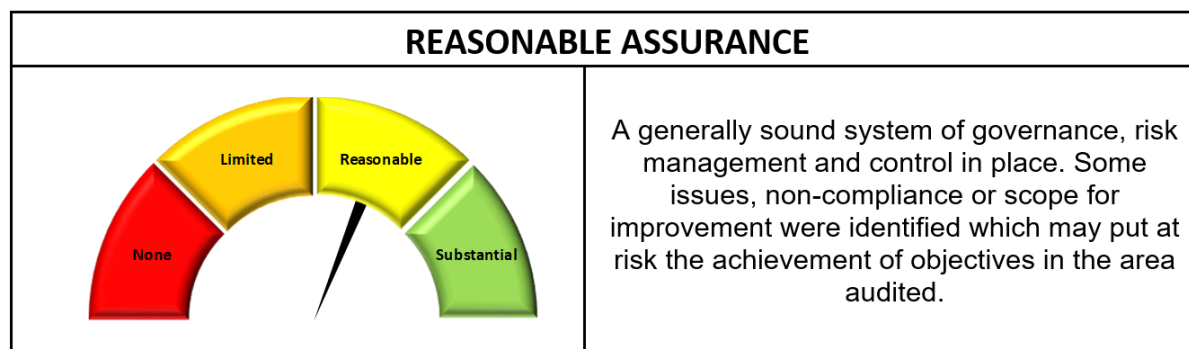 REASONABLE ASSURANCE
Limited
Reasonable
None
Substantial
A generally sound system of governance, risk
management and control in place. Some
issues, non-compliance or scope for
improvement were identified which may put at
risk the achievement of objectives in the area
audited.